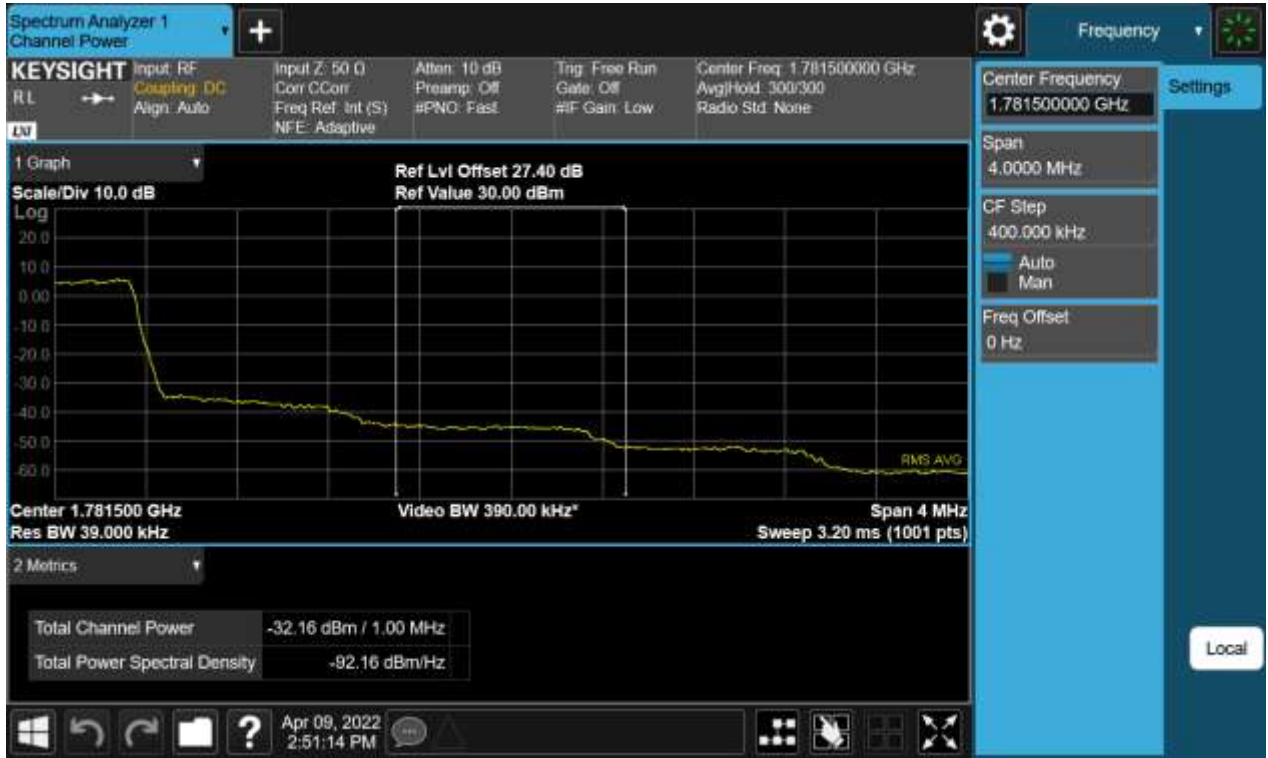 Spectrum Analyzer 1
Channel Power
Frequency
KEYSIGHT
RL
LXI
Input: RF
Coupling: DC
Align: Auto
Input Z: 50 Ω
Corr CCorr
Freq Ref: Int (S)
NFE: Adaptive
Atten: 10 dB
Preamp: Off
#PNO: Fast
Trig: Free Run
Gate: Off
#IF Gain: Low
Center Freq: 1.781500000 GHz
Avg|Hold: 300/300
Radio Std: None
1 Graph
Scale/Div 10.0 dB
Ref Lvl Offset 27.40 dB
Ref Value 30.00 dBm
Log
20.0
10.0
0.00
-10.0
-20.0
-30.0
-40.0
-50.0
-60.0
RMS AVG
Center 1.781500 GHz
Video BW 390.00 kHz*
Span 4 MHz
Res BW 39.000 kHz
Sweep 3.20 ms (1001 pts)
2 Metrics
Total Channel Power -32.16 dBm / 1.00 MHz
Total Power Spectral Density -92.16 dBm/Hz
Apr 09, 2022
2:51:14 PM
Center Frequency
1.781500000 GHz
Settings
Span
4.0000 MHz
CF Step
400.000 kHz
Auto
Man
Freq Offset
0 Hz
Local